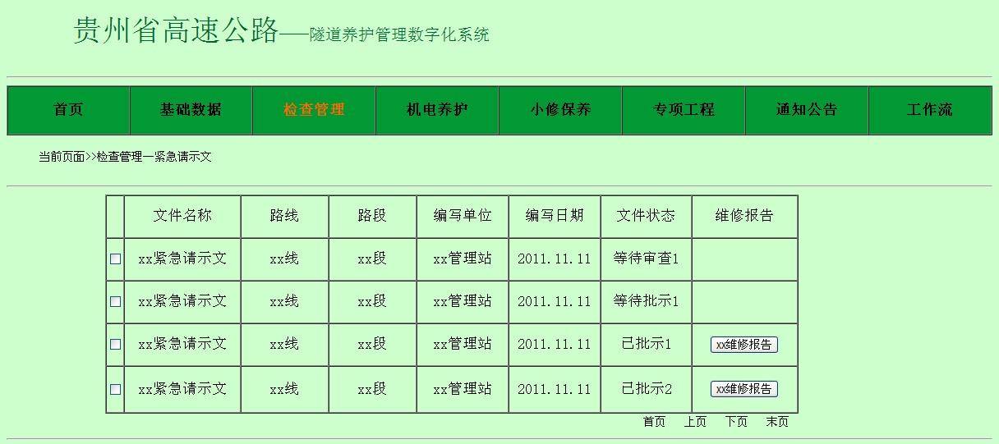 贵州省高速公路——隧道养护管理数字化系统
首页 基础数据 检查管理 机电养护 小修保养 专项工程 通知公告 工作流
当前页面>>检查管理—紧急请示文
文件名称 路线 路段 编写单位 编写日期 文件状态 维修报告
xx紧急请示文 xx线 xx段 xx管理站 2011.11.11 等待审查1
xx紧急请示文 xx线 xx段 xx管理站 2011.11.11 等待批示1
xx紧急请示文 xx线 xx段 xx管理站 2011.11.11 已批示1 xx维修报告
xx紧急请示文 xx线 xx段 xx管理站 2011.11.11 已批示2 xx维修报告
首页 上页 下页 末页